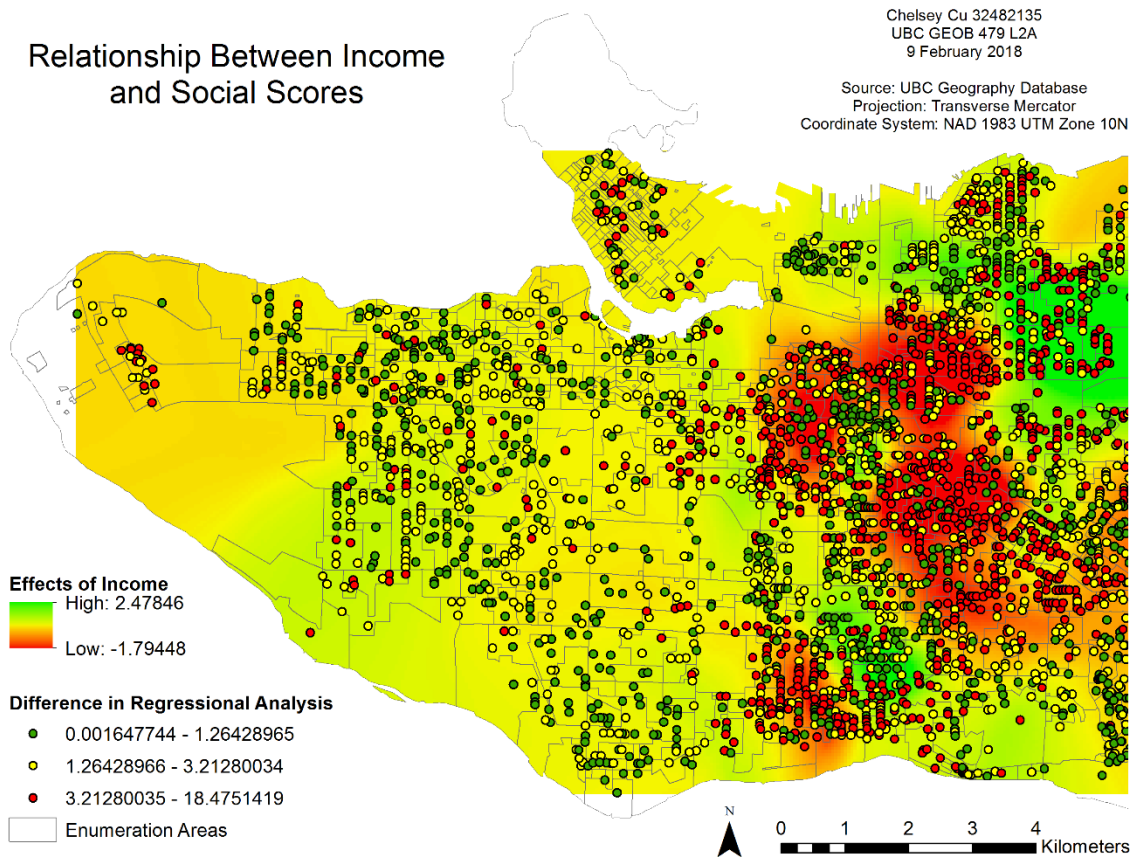 Relationship Between Income
and Social Scores
Chelsey Cu 32482135
UBC GEOB 479 L2A
9 February 2018
Source: UBC Geography Database
Projection: Transverse Mercator
Coordinate System: NAD 1983 UTM Zone 10N
Effects of Income
High: 2.47846
Low: -1.79448
Difference in Regressional Analysis
0.001647744 - 1.26428965
1.26428966 - 3.21280034
3.21280035 - 18.4751419
Enumeration Areas
N
0 1 2 3 4
Kilometers